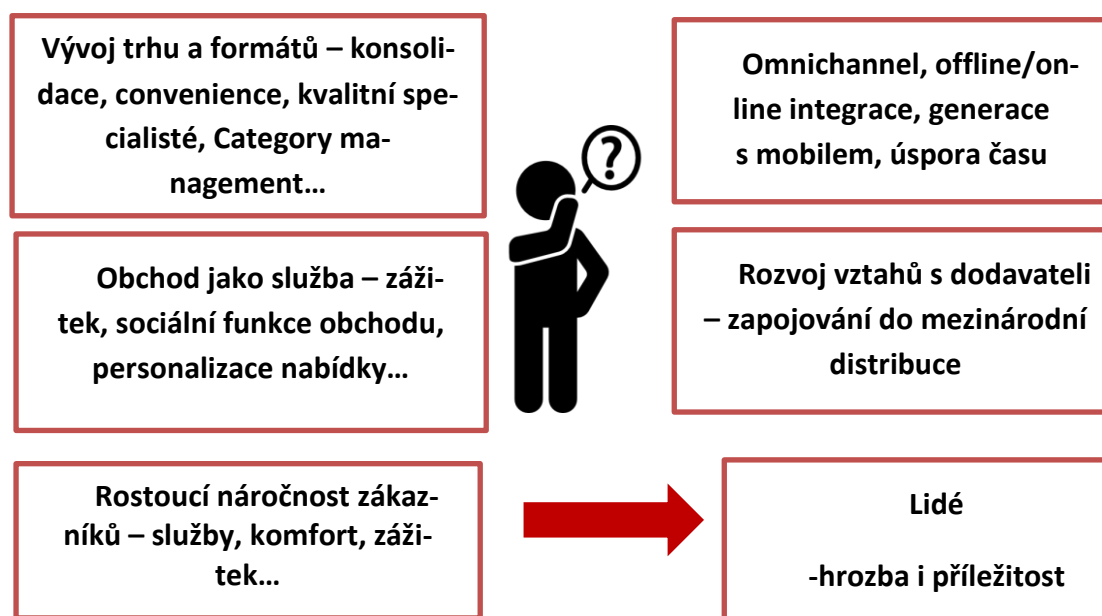 Vývoj trhu a formátů – konsoli-
dace, convenience, kvalitní spe-
cialisté, Category ma-
nagement…
Omnichannel, offline/on-
line integrace, generace
s mobilem, úspora času
?
Obchod jako služba – záži-
tek, sociální funkce obchodu,
personalizace nabídky…
Rozvoj vztahů s dodavateli
– zapojování do mezinárodní
distribuce
Rostoucí náročnost zákaz-
níků – služby, komfort, záži-
tek…
Lidé
-hrozba i příležitost